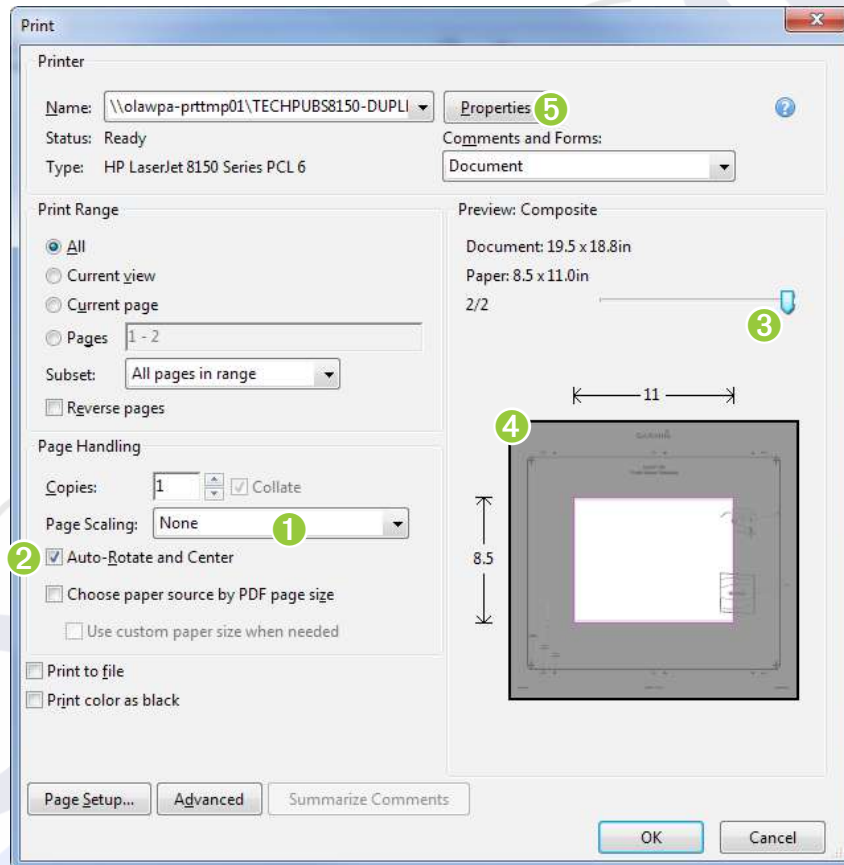 Print
Printer
Name: \\olawpa-prttmp01\TECHPUBS8150-DUPLI Properties 5
Status: Ready Comments and Forms:
Type: HP LaserJet 8150 Series PCL 6 Document
Print Range Preview: Composite
All Document: 19.5 x 18.8in
Current view Paper: 8.5 x 11.0in
Current page 2/2
Pages 1 - 2 3
Subset: All pages in range
Reverse pages 11
Page Handling 4
GARMIN
Copies: 1 Collate
Page Scaling: None 1
2 Auto-Rotate and Center 8.5
Choose paper source by PDF page size
Use custom paper size when needed
Print to file
Print color as black
Page Setup... Advanced Summarize Comments
OK Cancel